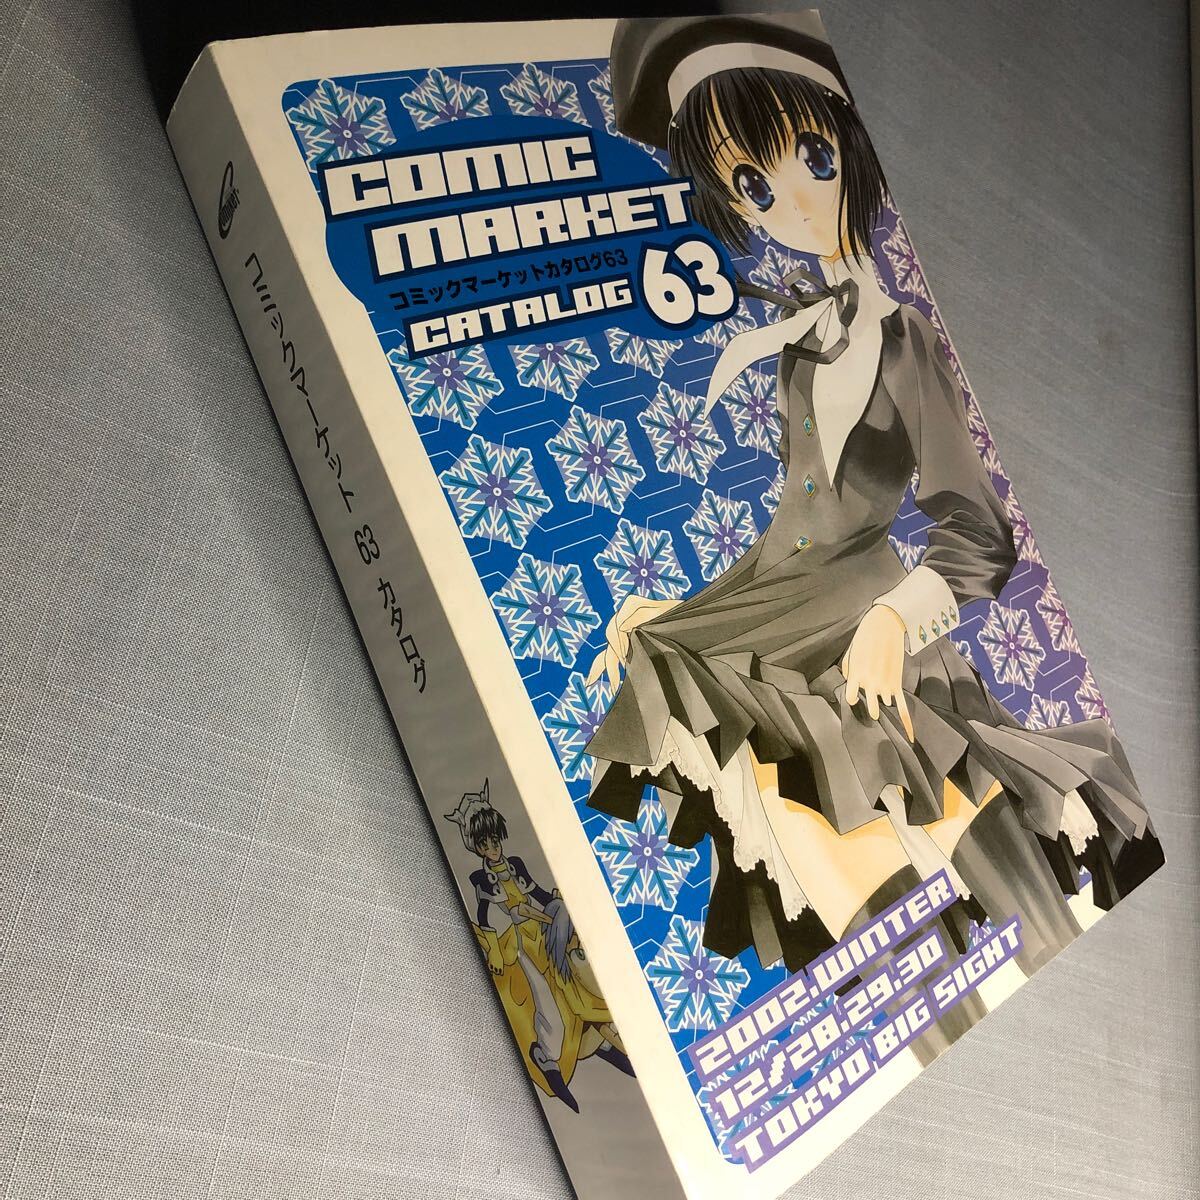 COMIC
MARKET
コミックマーケットカタログ63
CATALOG 63
2002.WINTER
12/28.29.30
TOKYO BIG SIGHT
コミックマーケット 63 カタログ